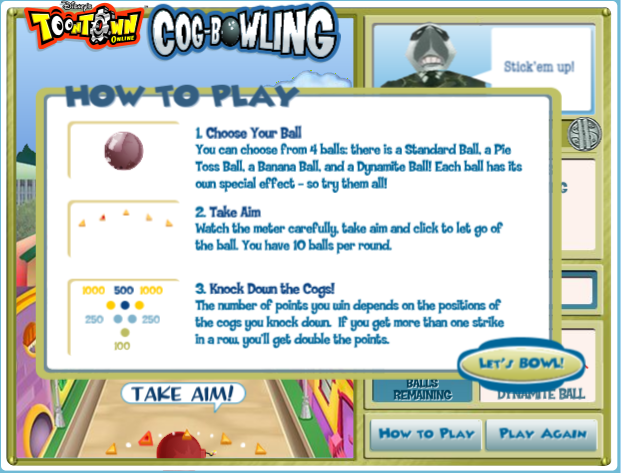 Disney's
TOONTOWN
ONLINE
COG-BOWLING
Stick'em up!
HOW TO PLAY
1. Choose Your Ball
You can choose from 4 balls: there is a Standard Ball, a Pie
Toss Ball, a Banana Ball, and a Dynamite Ball! Each ball has its
own special effect - so try them all!
2. Take Aim
Watch the meter carefully, take aim and click to let go of
the ball. You have 10 balls per round.
3. Knock Down the Cogs!
1000 500 1000
250 250
100
The number of points you win depends on the positions of
the cogs you knock down. If you get more than one strike
in a row, you'll get double the points.
LET'S BOWL!
TAKE AIM!
BALLS
REMAINING
DYNAMITE BALL
HOW TO PLAY
PLAY AGAIN